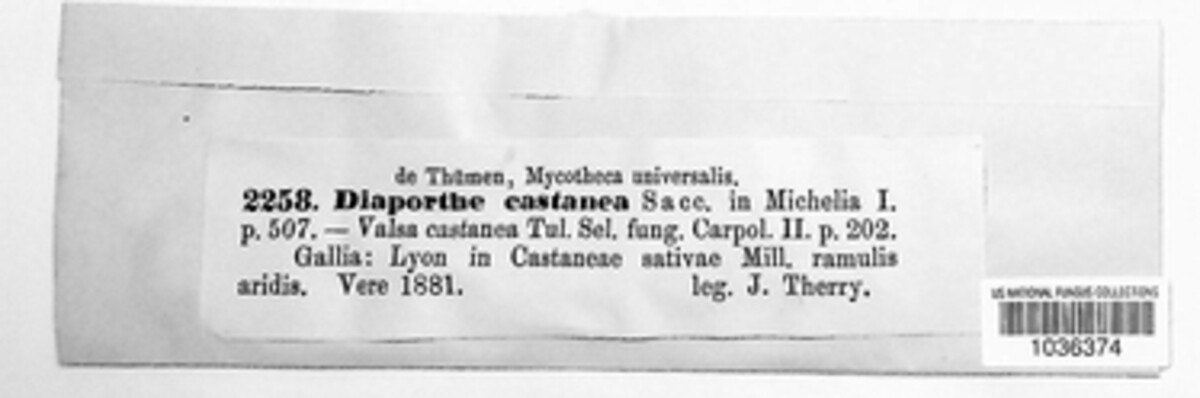 de Thümen, Mycotheca universalis.
2258. Diaporthe castanea Sacc. in Michelia I.
p. 507. — Valsa castanea Tul. Sel. fung. Carpol. II. p. 202.
Gallia: Lyon in Castaneae sativae Mill. ramulis
aridis. Vere 1881. leg. J. Therry.
US NATIONAL FUNGUS COLLECTIONS
1036374